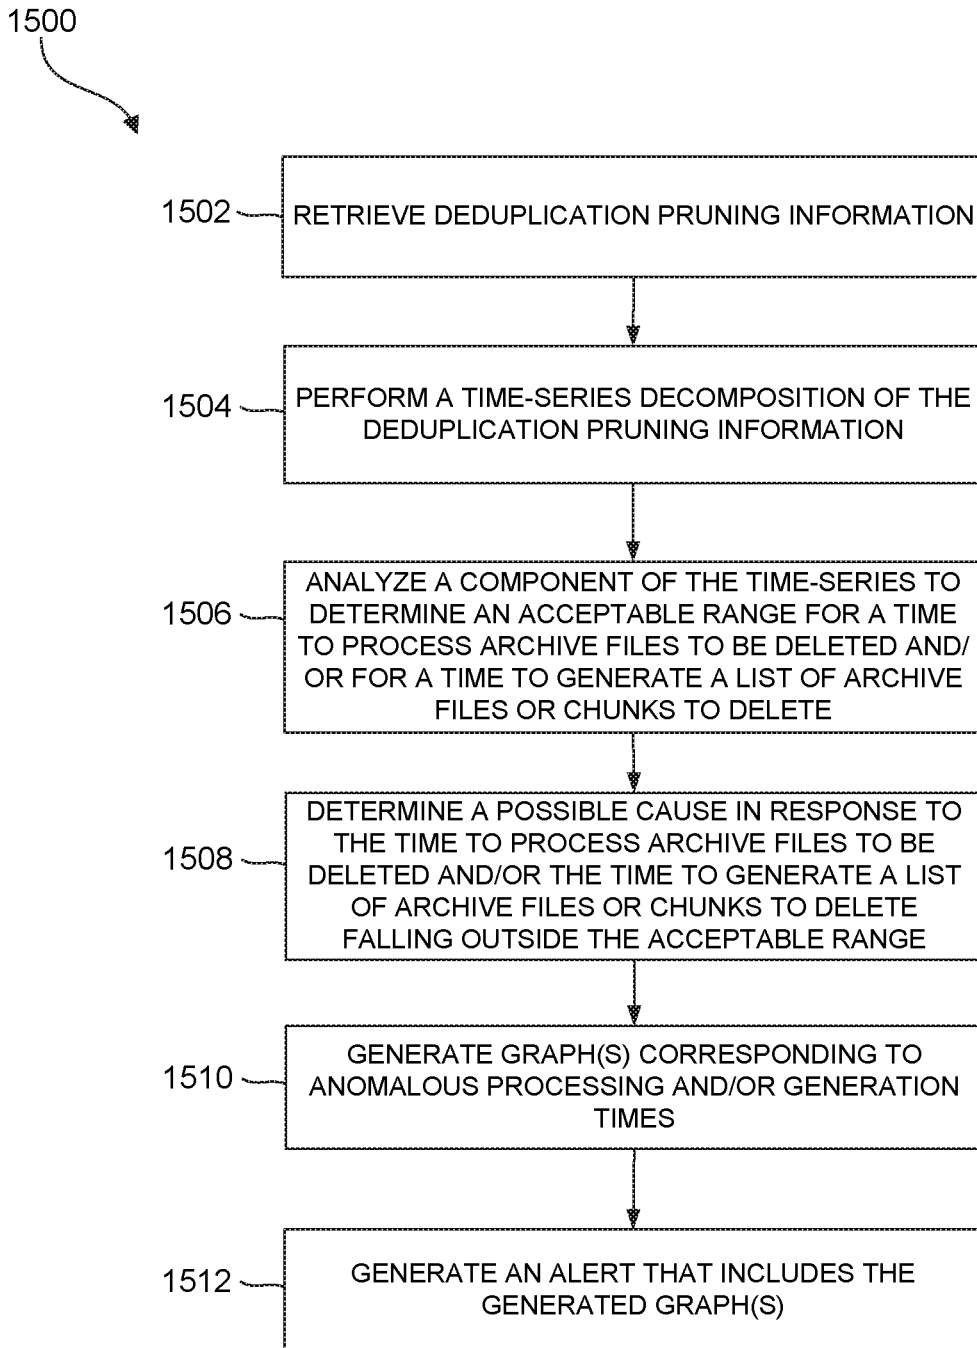 1500
1502
RETRIEVE DEDUPLICATION PRUNING INFORMATION
1504
PERFORM A TIME-SERIES DECOMPOSITION OF THE
DEDUPLICATION PRUNING INFORMATION
1506
ANALYZE A COMPONENT OF THE TIME-SERIES TO
DETERMINE AN ACCEPTABLE RANGE FOR A TIME
TO PROCESS ARCHIVE FILES TO BE DELETED AND/
OR FOR A TIME TO GENERATE A LIST OF ARCHIVE
FILES OR CHUNKS TO DELETE
1508
DETERMINE A POSSIBLE CAUSE IN RESPONSE TO
THE TIME TO PROCESS ARCHIVE FILES TO BE
DELETED AND/OR THE TIME TO GENERATE A LIST
OF ARCHIVE FILES OR CHUNKS TO DELETE
FALLING OUTSIDE THE ACCEPTABLE RANGE
1510
GENERATE GRAPH(S) CORRESPONDING TO
ANOMALOUS PROCESSING AND/OR GENERATION
TIMES
1512
GENERATE AN ALERT THAT INCLUDES THE
GENERATED GRAPH(S)